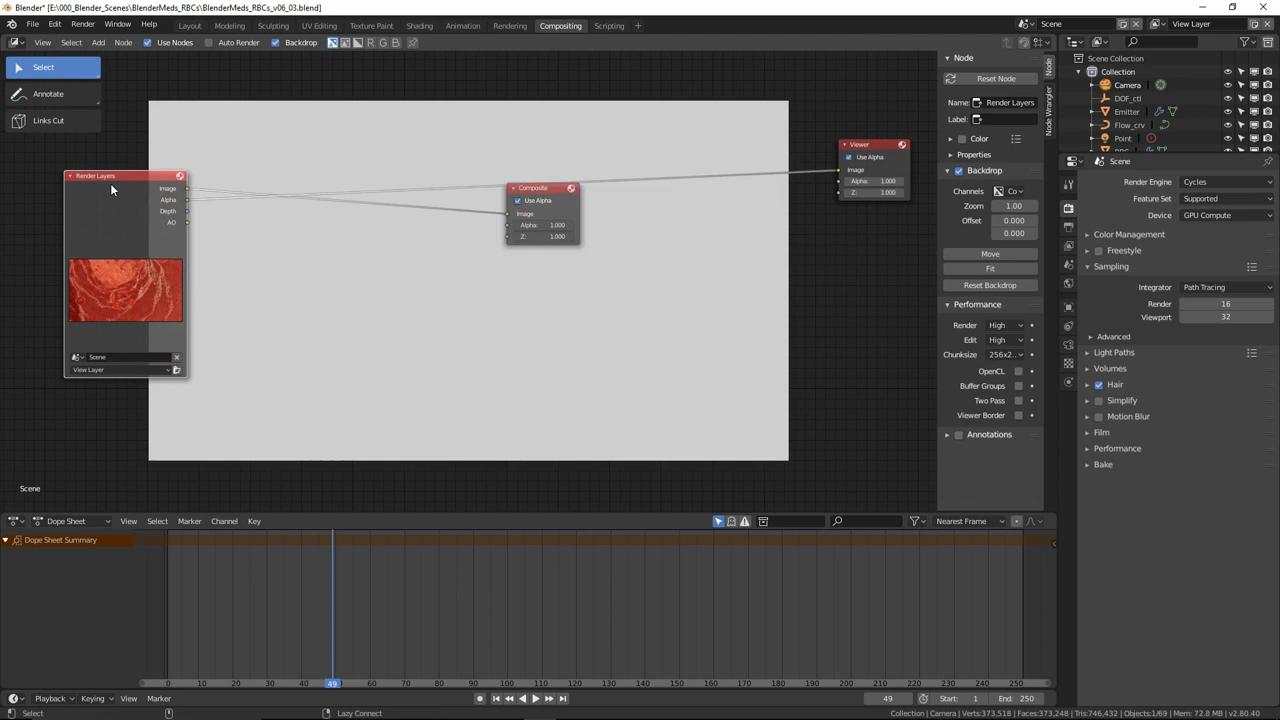 Blender* [E:\000_Blender_Scenes\BlenderMeds_RBCs\BlenderMeds_RBCs_v06_03.blend]
File Edit Render Window Help Layout Modeling Sculpting UV Editing Texture Paint Shading Animation Rendering Compositing Scripting + Scene View Layer
View Select Add Node Use Nodes Auto Render Backdrop R G B
Select
Annotate
Links Cut
Render Layers
Image
Alpha
Depth
AO
Scene
View Layer
Composite
Use Alpha
Image
Alpha: 1.000
Z: 1.000
Viewer
Use Alpha
Image
Alpha: 1.000
Z: 1.000
Scene
Node
Reset Node
Name: Render Layers
Label:
Color
Properties
Backdrop
Channels Co
Zoom 1.00
Offset 0.000
0.000
Move
Fit
Reset Backdrop
Performance
Render High
Edit High
Chunksize 256x2...
OpenCL
Buffer Groups
Two Pass
Viewer Border
Annotations
Node
Node Wrangler
Scene Collection
Collection
Camera
DOF_ctl
Emitter
Flow_crv
Point
Scene
Render Engine Cycles
Feature Set Supported
Device GPU Compute
Color Management
Freestyle
Sampling
Integrator Path Tracing
Render 16
Viewport 32
Advanced
Light Paths
Volumes
Hair
Simplify
Motion Blur
Film
Performance
Bake
Dope Sheet View Select Marker Channel Key Nearest Frame
Dope Sheet Summary
0 10 20 30 40 49 60 70 80 90 100 110 120 130 140 150 160 170 180 190 200 210 220 230 240 250
Playback Keying View Marker 49 Start: 1 End: 250
Select Lazy Connect Collection | Camera | Verts:373,518 | Faces:373,248 | Tris:746,432 | Objects:1/69 | Mem: 72.8 MB | v2.80.40